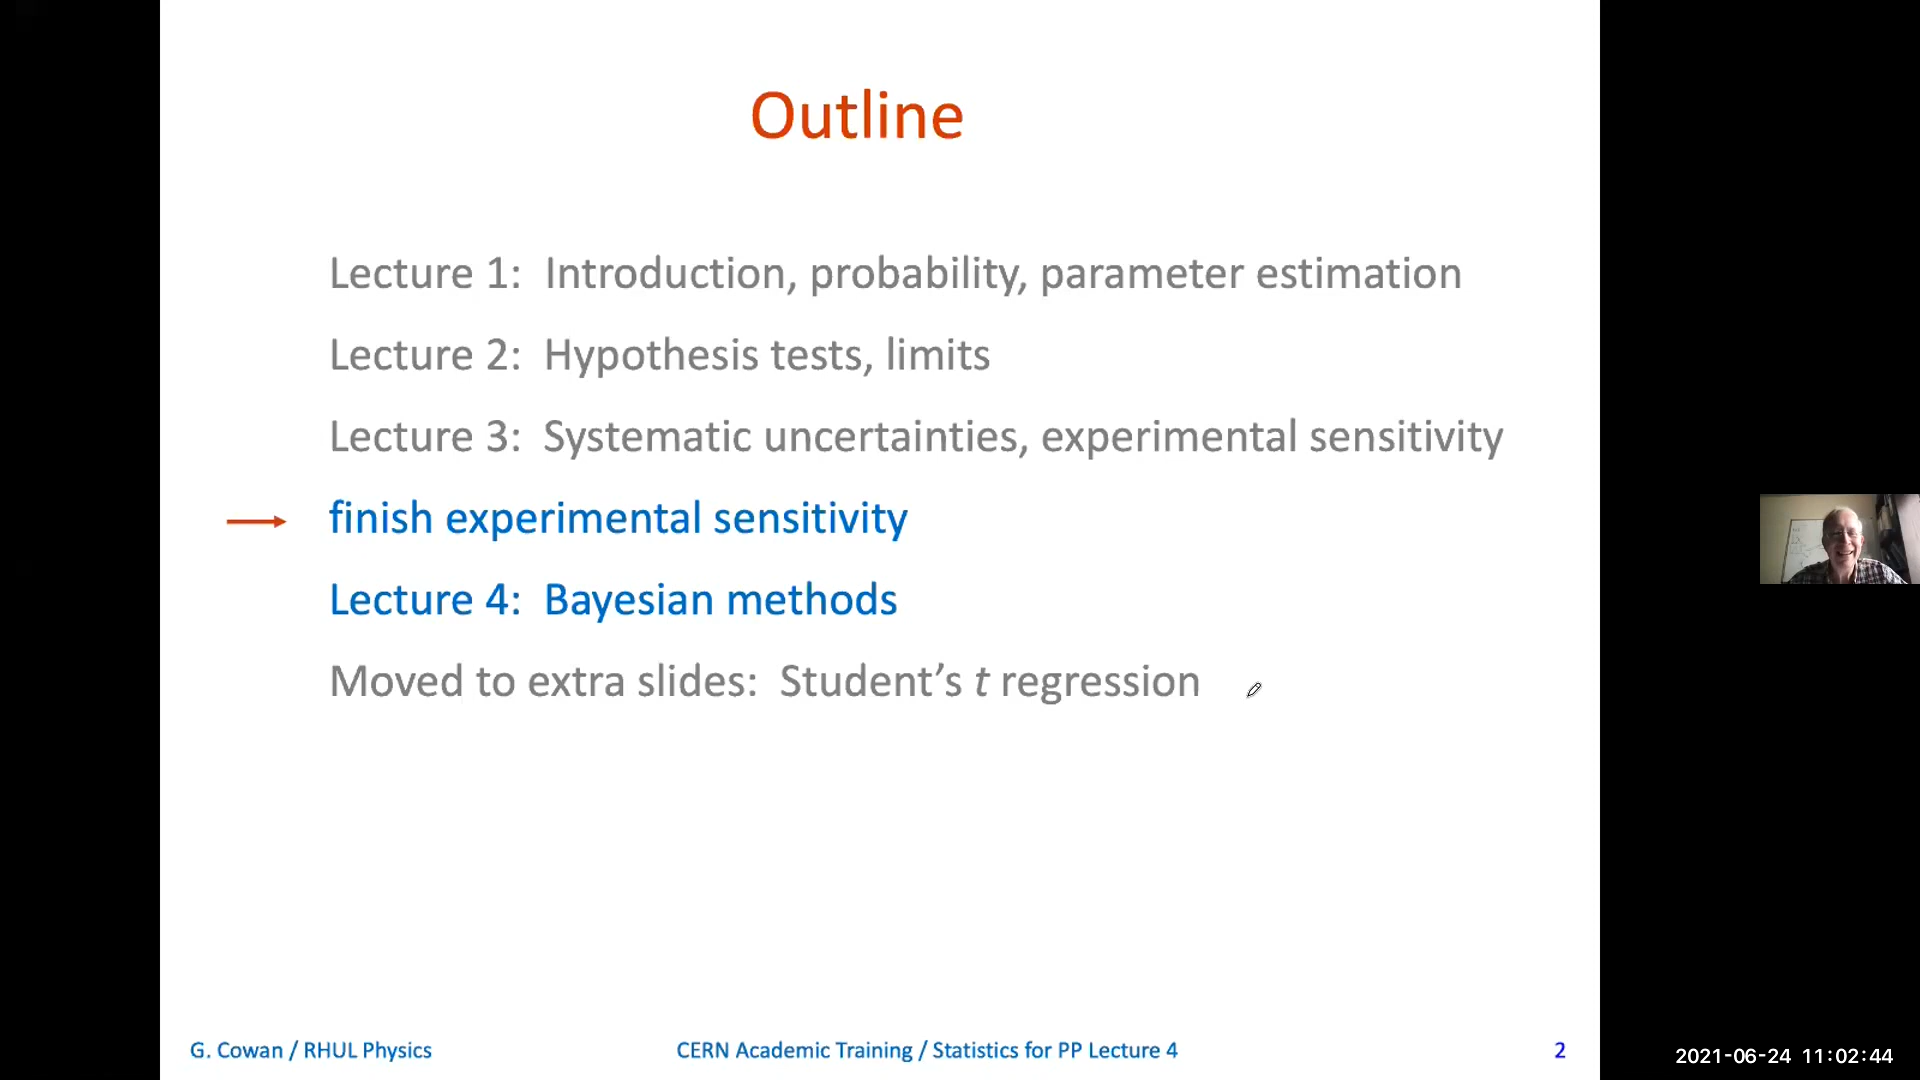 Outline
Lecture 1: Introduction, probability, parameter estimation
Lecture 2: Hypothesis tests, limits
Lecture 3: Systematic uncertainties, experimental sensitivity
finish experimental sensitivity
Lecture 4: Bayesian methods
Moved to extra slides: Student’s t regression
G. Cowan / RHUL Physics
CERN Academic Training / Statistics for PP Lecture 4
2
2021-06-24 11:02:44